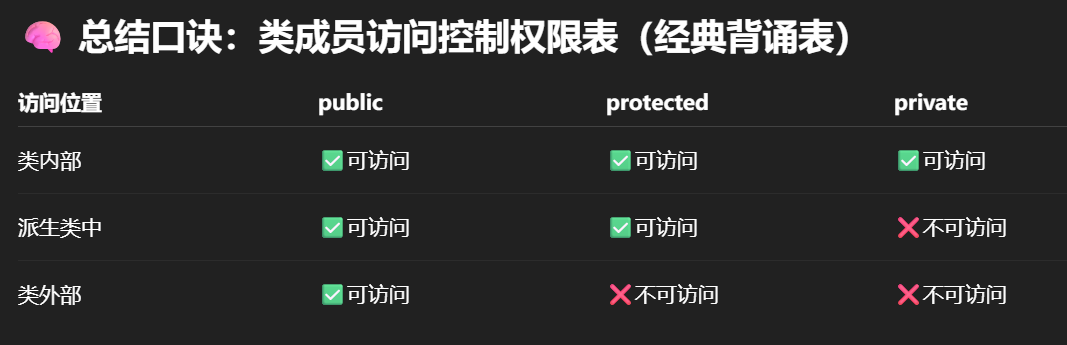 🧠 总结口诀：类成员访问控制权限表（经典背诵表）
访问位置 public protected private
类内部 ✅可访问 ✅可访问 ✅可访问
派生类中 ✅可访问 ✅可访问 ❌不可访问
类外部 ✅可访问 ❌不可访问 ❌不可访问